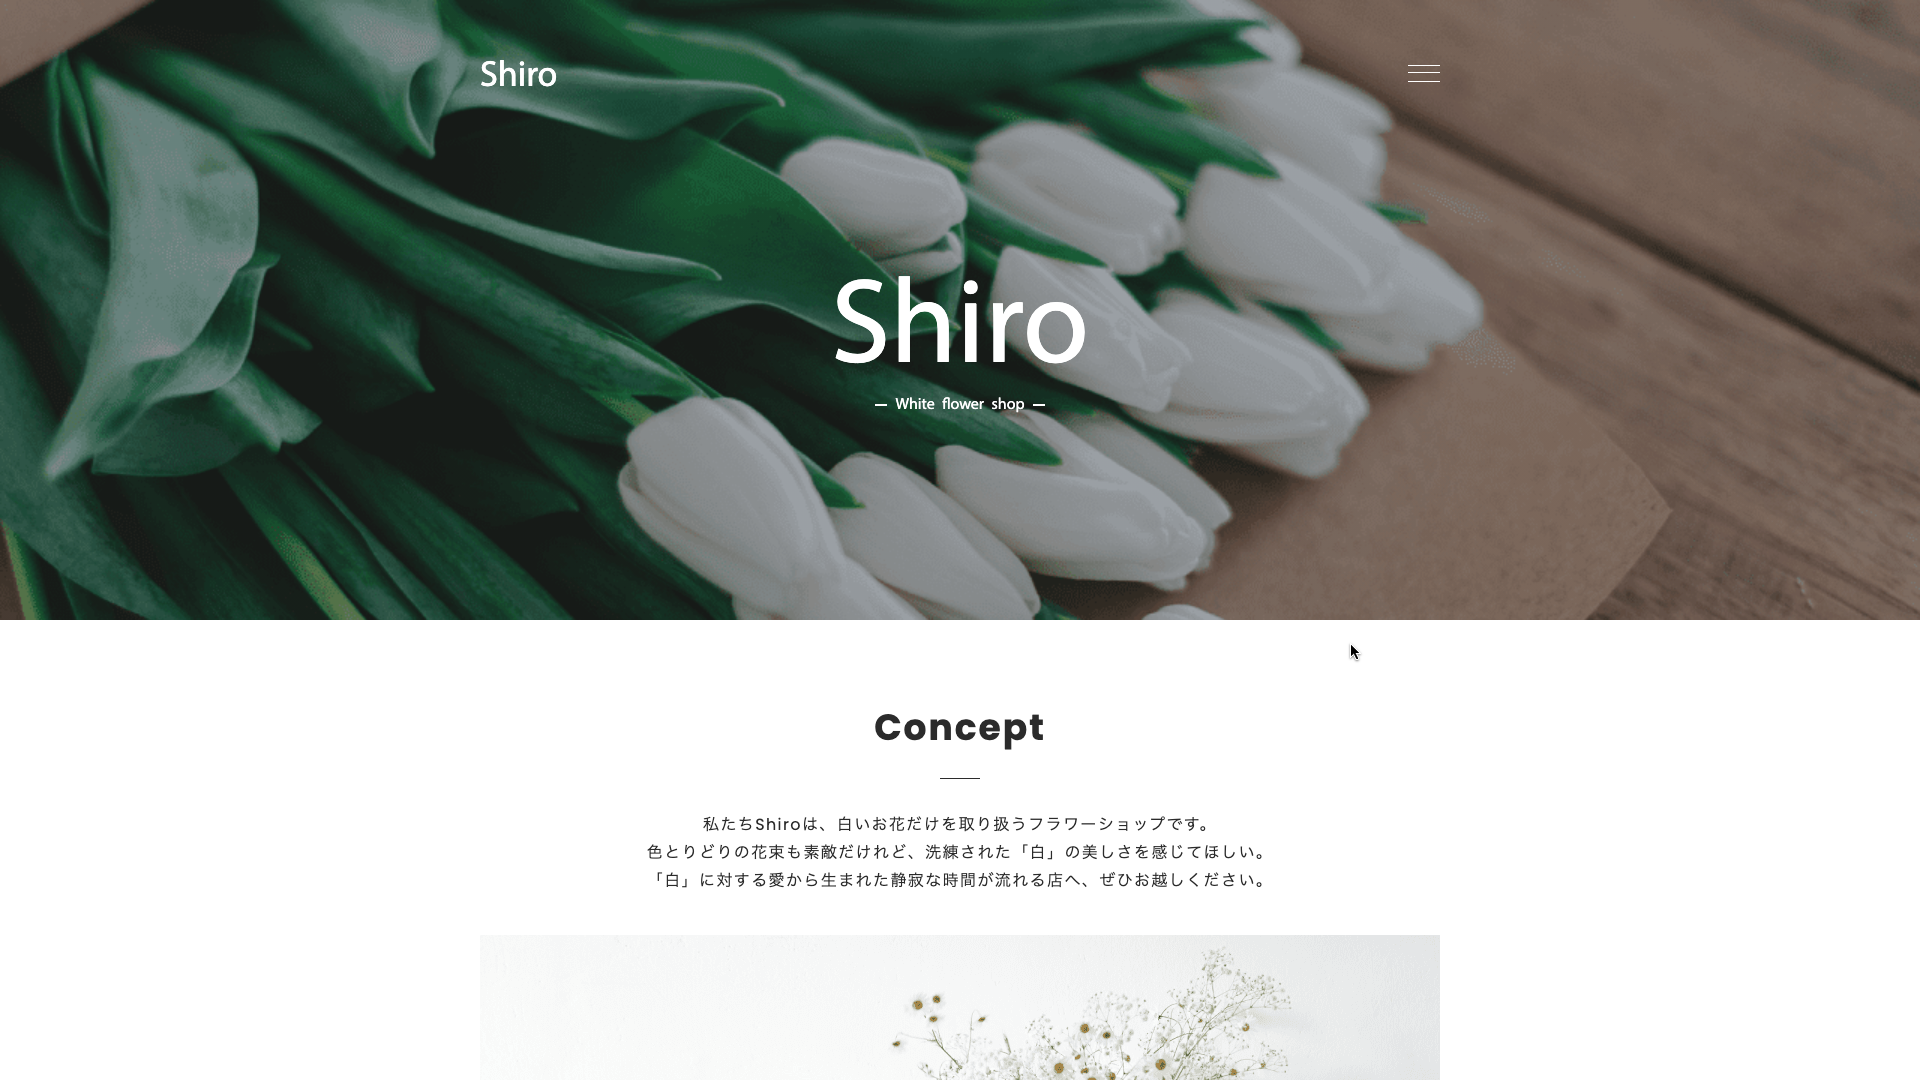 Shiro
Shiro
— White flower shop —
Concept
私たちShiroは、白いお花だけを取り扱うフラワーショップです。
色とりどりの花束も素敵だけれど、洗練された「白」の美しさを感じてほしい。
「白」に対する愛から生まれた静寂な時間が流れる店へ、ぜひお越しください。